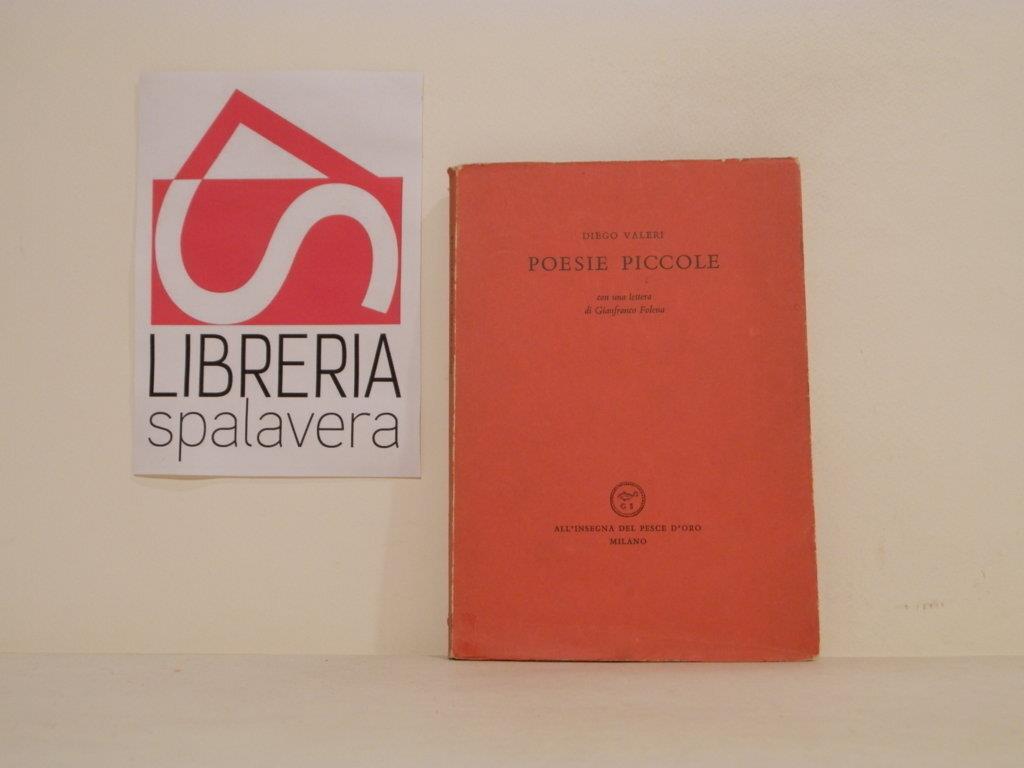 LIBRERIA
spalavera
DIEGO VALERI
POESIE PICCOLE
con una lettera
di Gianfranco Folena
G S
ALL'INSEGNA DEL PESCE D'ORO
MILANO